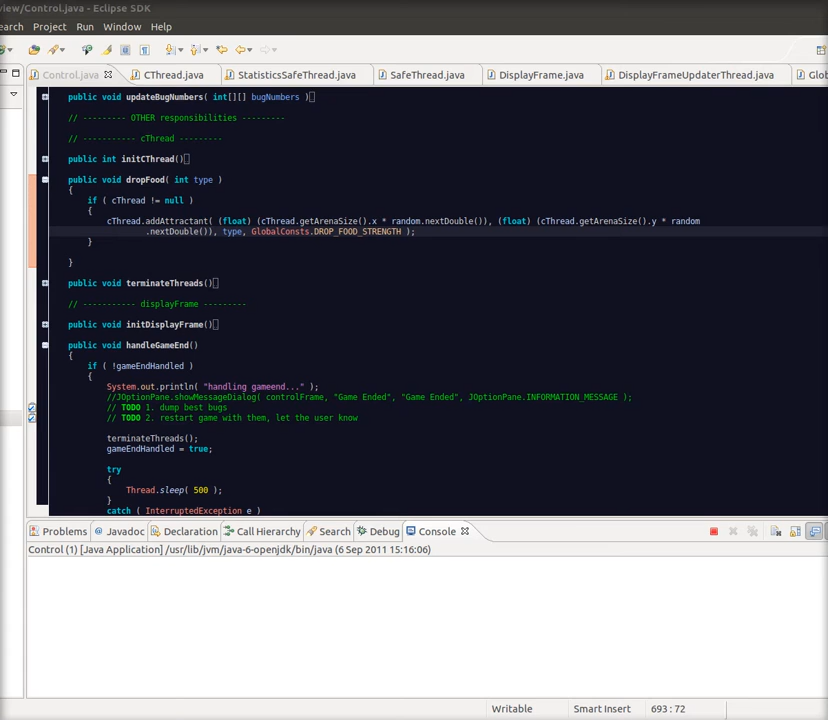 view/Control.java - Eclipse SDK
earch Project Run Window Help
Control.java CThread.java StatisticsSafeThread.java SafeThread.java DisplayFrame.java DisplayFrameUpdaterThread.java Glo
public void updateBugNumbers( int[][] bugNumbers )
// --------- OTHER responsibilities ---------
// ----------- cThread ---------
public int initCThread()
public void dropFood( int type )
{
if ( cThread != null )
{
cThread.addAttractant( (float) (cThread.getArenaSize().x * random.nextDouble()), (float) (cThread.getArenaSize().y * random
.nextDouble()), type, GlobalConsts.DROP_FOOD_STRENGTH );
}
}
public void terminateThreads()
// ----------- displayFrame ---------
public void initDisplayFrame()
public void handleGameEnd()
{
if ( !gameEndHandled )
{
System.out.println( "handling gameend..." );
//JOptionPane.showMessageDialog( controlFrame, "Game Ended", "Game Ended", JOptionPane.INFORMATION_MESSAGE );
// TODO 1. dump best bugs
// TODO 2. restart game with them, let the user know
terminateThreads();
gameEndHandled = true;
try
{
Thread.sleep( 500 );
}
catch ( InterruptedException e )
Problems Javadoc Declaration Call Hierarchy Search Debug Console
Control (1) [Java Application] /usr/lib/jvm/java-6-openjdk/bin/java (6 Sep 2011 15:16:06)
Writable Smart Insert 693 : 72